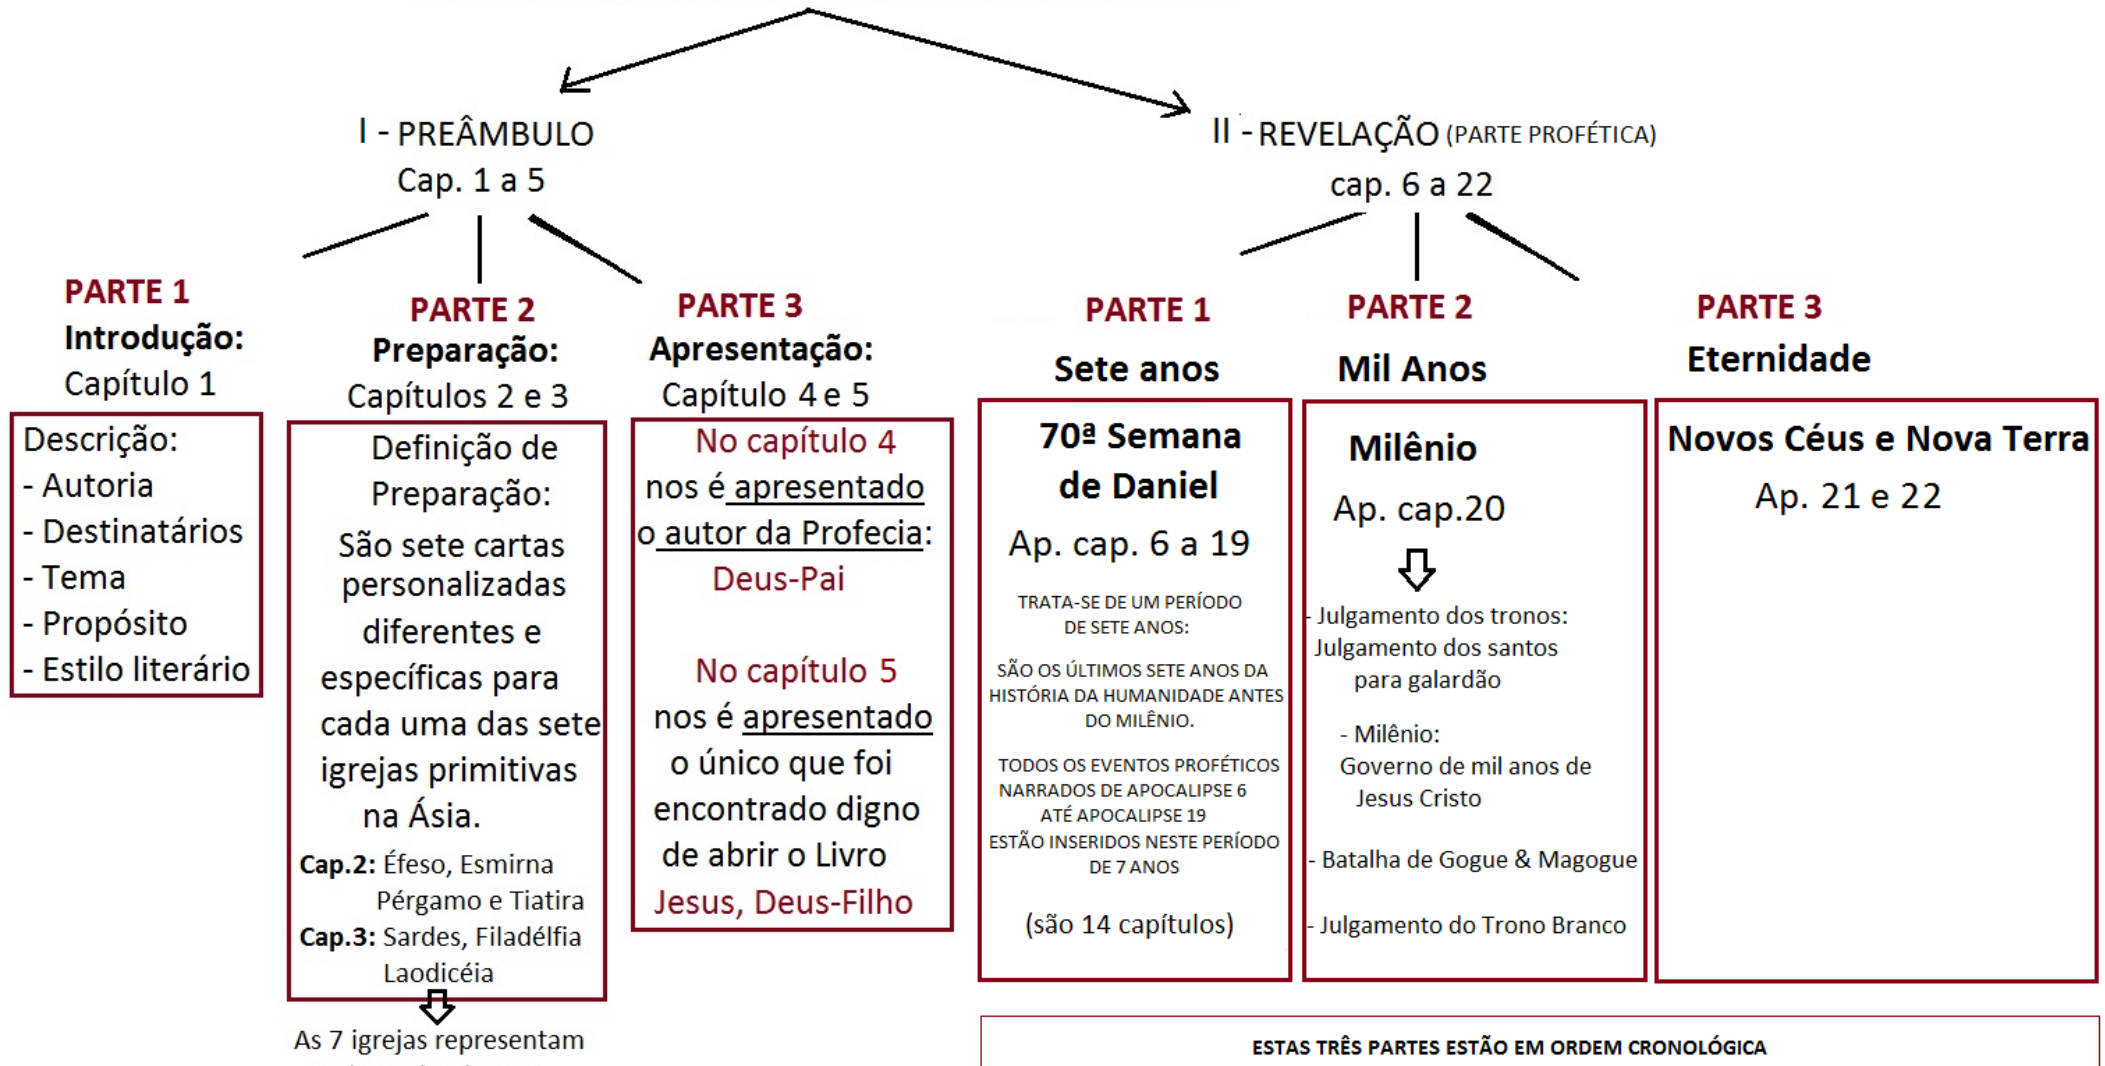 I - PREÂMBULO
Cap. 1 a 5
II - REVELAÇÃO (PARTE PROFÉTICA)
cap. 6 a 22
PARTE 1
Introdução:
Capítulo 1
Descrição:
- Autoria
- Destinatários
- Tema
- Propósito
- Estilo literário
PARTE 2
Preparação:
Capítulos 2 e 3
Definição de
Preparação:
São sete cartas
personalizadas
diferentes e
específicas para
cada uma das sete
igrejas primitivas
na Ásia.
Cap.2: Éfeso, Esmirna
Pérgamo e Tiatira
Cap.3: Sardes, Filadélfia
Laodicéia
As 7 igrejas representam
PARTE 3
Apresentação:
Capítulo 4 e 5
No capítulo 4
nos é apresentado
o autor da Profecia:
Deus-Pai
No capítulo 5
nos é apresentado
o único que foi
encontrado digno
de abrir o Livro
Jesus, Deus-Filho
PARTE 1
Sete anos
70ª Semana
de Daniel
Ap. cap. 6 a 19
TRATA-SE DE UM PERÍODO
DE SETE ANOS:
SÃO OS ÚLTIMOS SETE ANOS DA
HISTÓRIA DA HUMANIDADE ANTES
DO MILÊNIO.
TODOS OS EVENTOS PROFÉTICOS
NARRADOS DE APOCALIPSE 6
ATÉ APOCALIPSE 19
ESTÃO INSERIDOS NESTE PERÍODO
DE 7 ANOS
(são 14 capítulos)
PARTE 2
Mil Anos
Milênio
Ap. cap.20
- Julgamento dos tronos:
Julgamento dos santos
para galardão
- Milênio:
Governo de mil anos de
Jesus Cristo
- Batalha de Gogue & Magogue
- Julgamento do Trono Branco
PARTE 3
Eternidade
Novos Céus e Nova Terra
Ap. 21 e 22
ESTAS TRÊS PARTES ESTÃO EM ORDEM CRONOLÓGICA